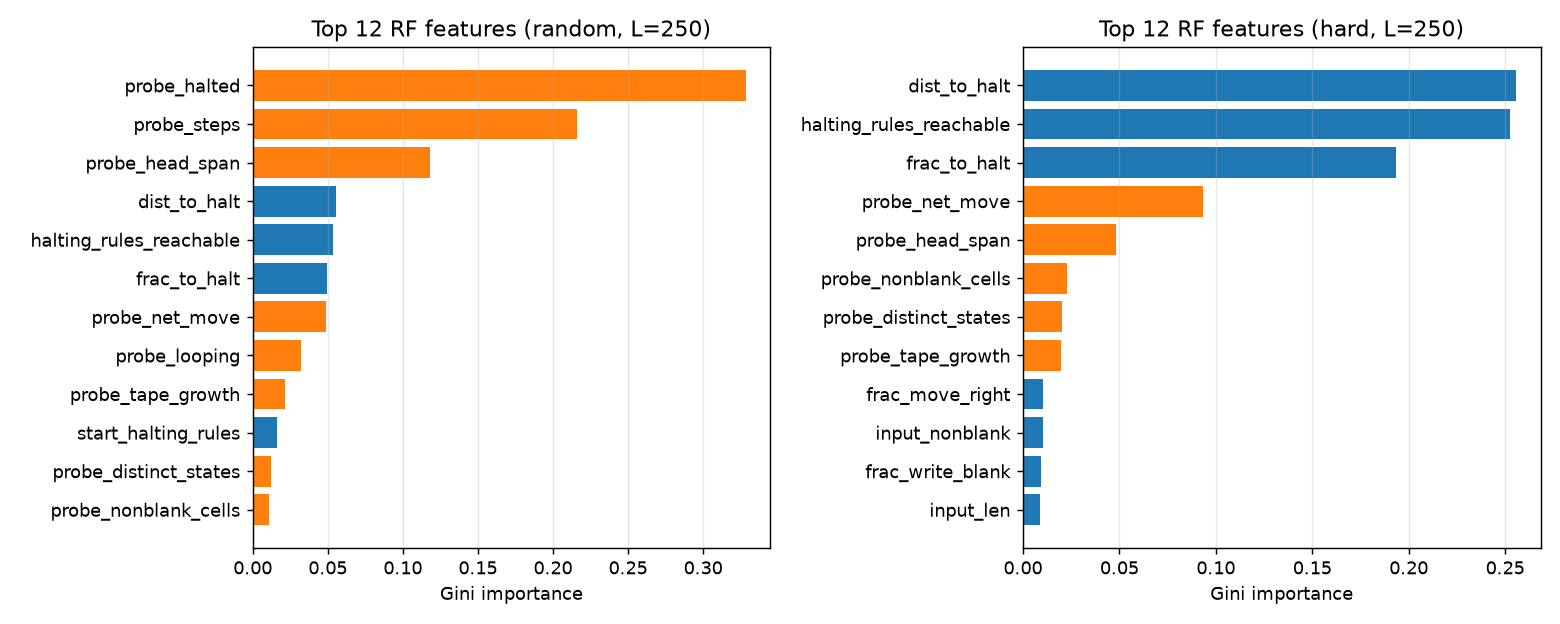 Top 12 RF features (random, L=250)
probe_halted
probe_steps
probe_head_span
dist_to_halt
halting_rules_reachable
frac_to_halt
probe_net_move
probe_looping
probe_tape_growth
start_halting_rules
probe_distinct_states
probe_nonblank_cells
0.00 0.05 0.10 0.15 0.20 0.25 0.30
Gini importance
Top 12 RF features (hard, L=250)
dist_to_halt
halting_rules_reachable
frac_to_halt
probe_net_move
probe_head_span
probe_nonblank_cells
probe_distinct_states
probe_tape_growth
frac_move_right
input_nonblank
frac_write_blank
input_len
0.00 0.05 0.10 0.15 0.20 0.25
Gini importance